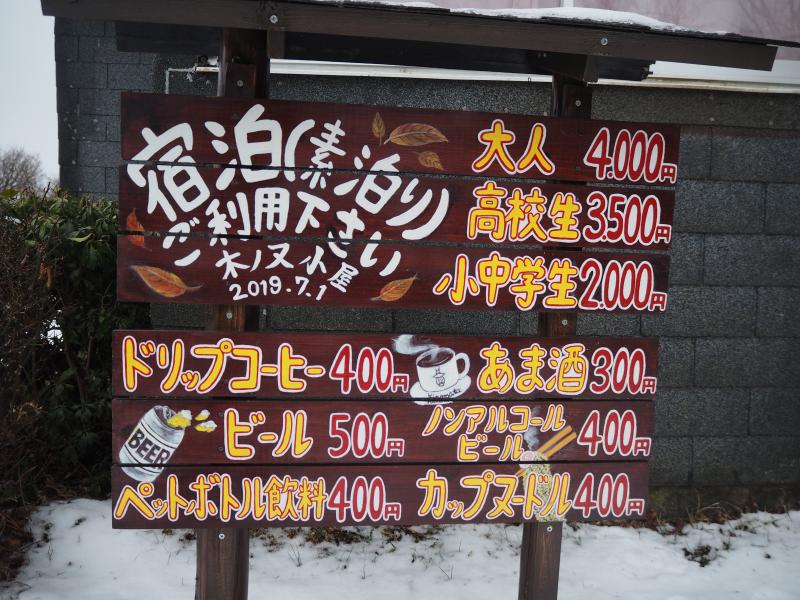 宿泊(素泊り)
ご利用下さい
木ノヌイ屋
2019.7.1
大人 4.000円
高校生 3.500円
小中学生 2.000円
ドリップコーヒー 400円
あま酒 300円
BEER
ビール 500円
ノンアルコール
ビール 400円
ペットボトル飲料 400円
カップヌードル 400円